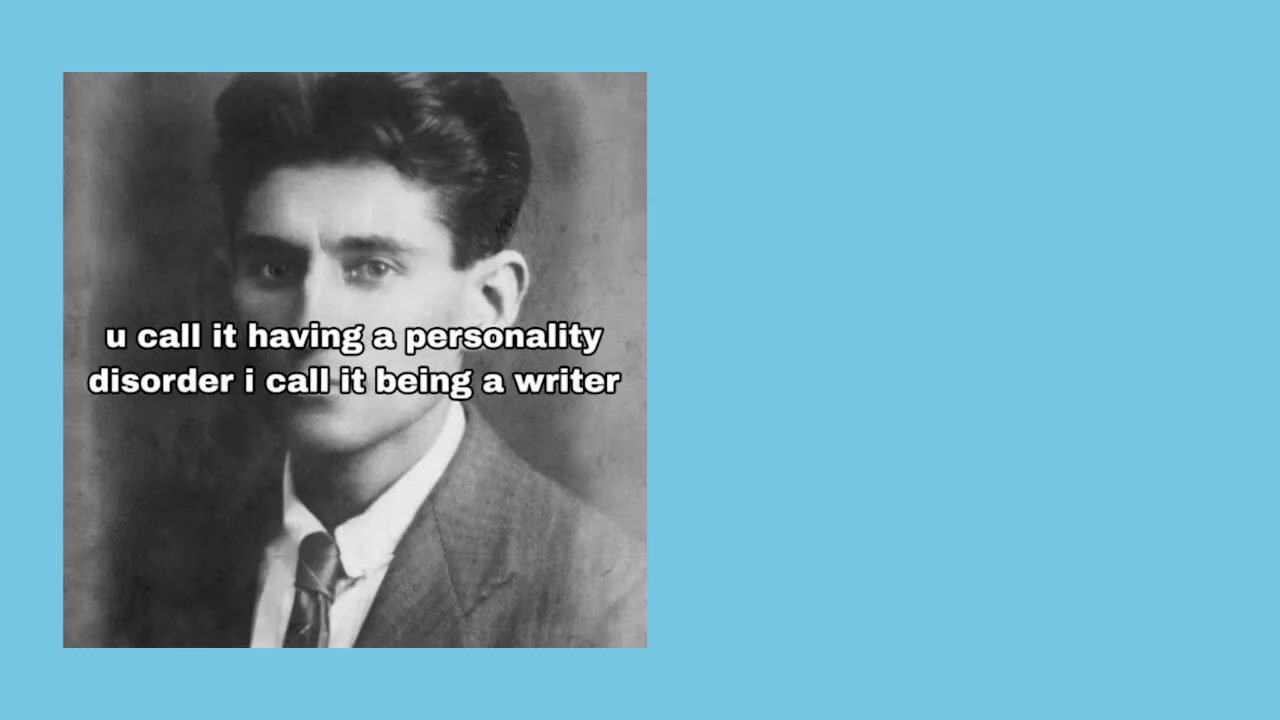 u call it having a personality
disorder i call it being a writer